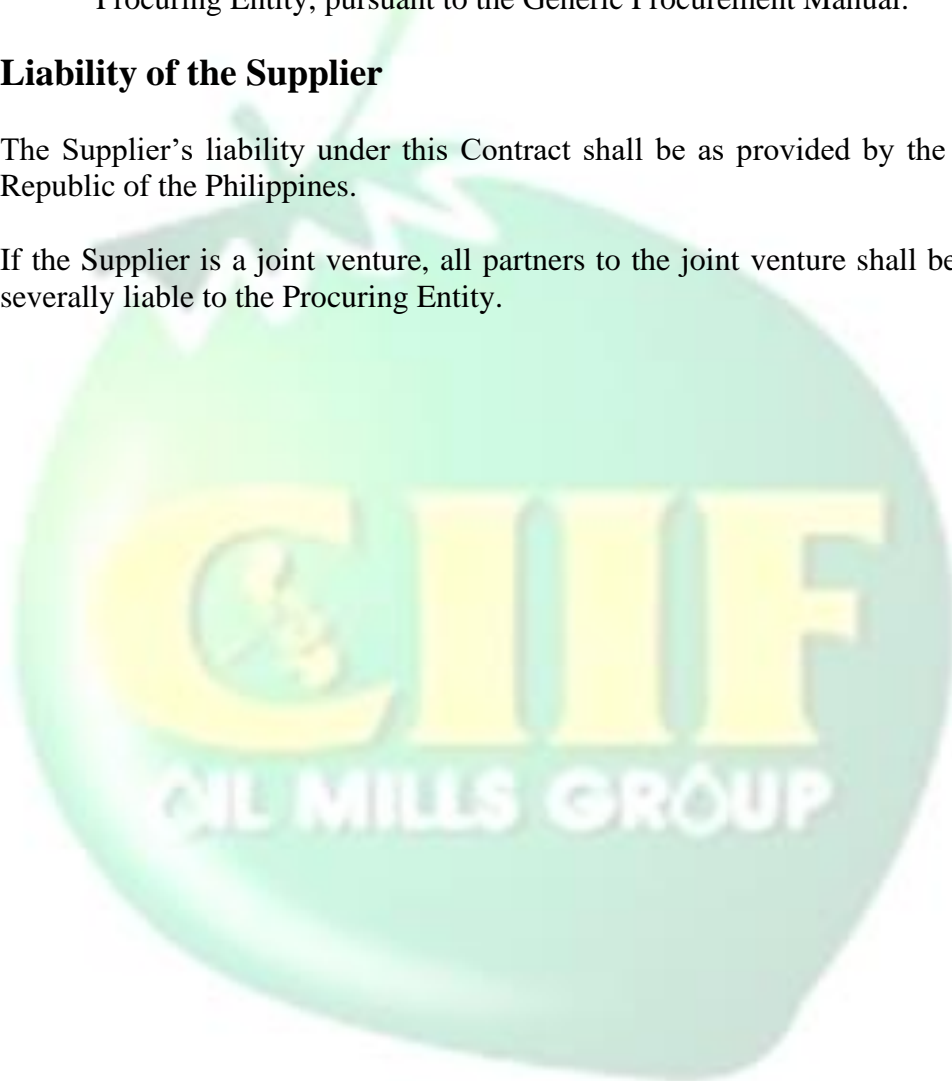 Procuring Entity, pursuant to the Generic Procurement Manual.
Liability of the Supplier
The Supplier’s liability under this Contract shall be as provided by the
Republic of the Philippines.
If the Supplier is a joint venture, all partners to the joint venture shall be
severally liable to the Procuring Entity.
CIIF
OIL MILLS GROUP